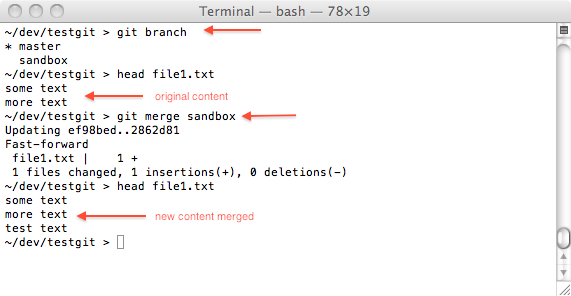 Terminal — bash — 78×19
~/dev/testgit > git branch
* master
  sandbox
~/dev/testgit > head file1.txt
some text
more text
original content
~/dev/testgit > git merge sandbox
Updating ef98bed..2862d81
Fast-forward
 file1.txt |    1 +
 1 files changed, 1 insertions(+), 0 deletions(-)
~/dev/testgit > head file1.txt
some text
more text
new content merged
test text
~/dev/testgit >